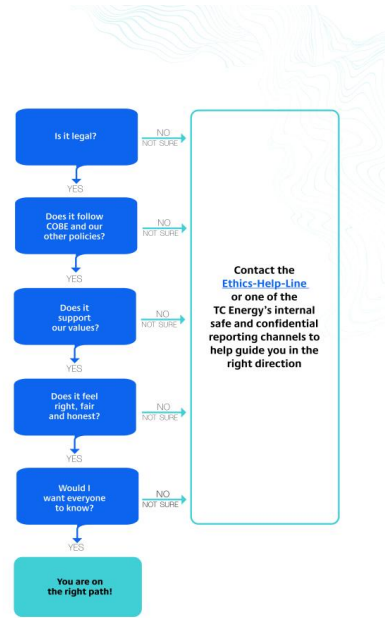 Is it legal?
NO
NOT SURE
YES
Does it follow
COBE and our
other policies?
NO
NOT SURE
YES
Does it
support
our values?
NO
NOT SURE
YES
Does it feel
right, fair
and honest?
NO
NOT SURE
YES
Would I
want everyone
to know?
NO
NOT SURE
YES
You are on
the right path!
Contact the
Ethics-Help-Line
or one of the
TC Energy's internal
safe and confidential
reporting channels to
help guide you in the
right direction